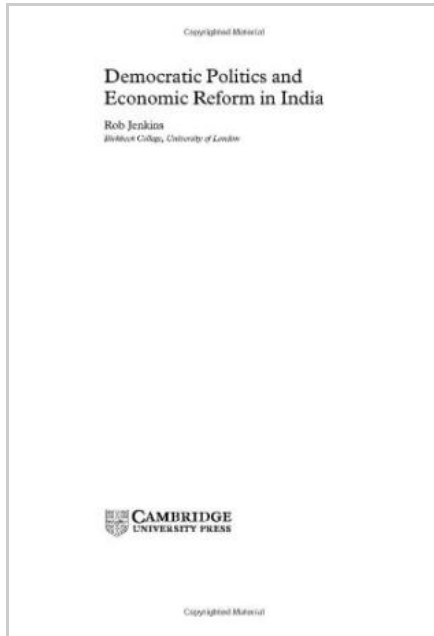 Copyrighted Material
Democratic Politics and
Economic Reform in India
Rob Jenkins
Birkbeck College, University of London
CAMBRIDGE
UNIVERSITY PRESS
Copyrighted Material